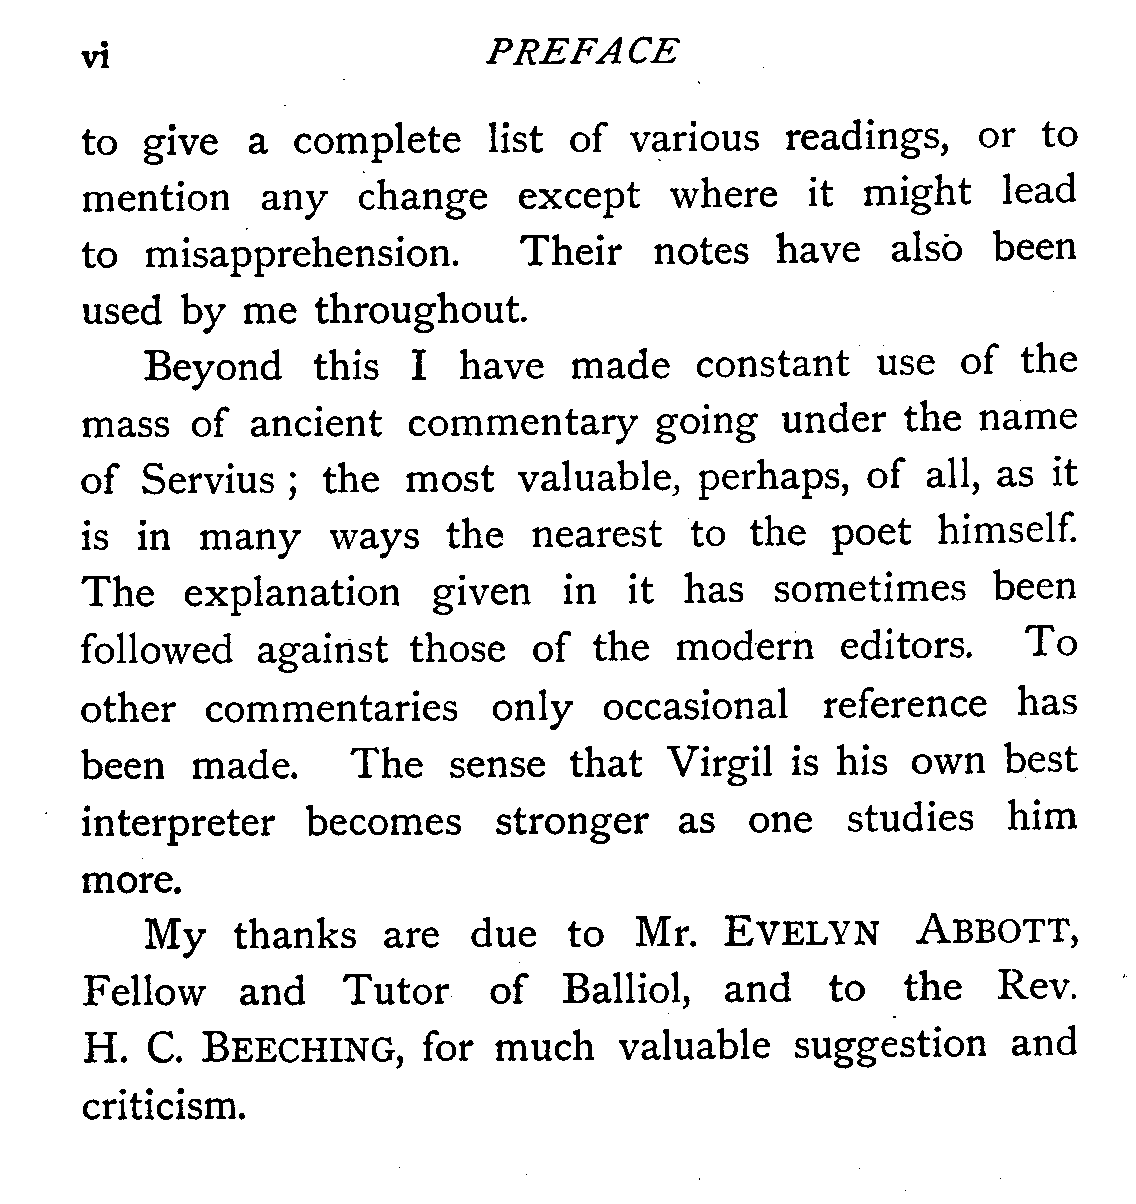 vi PREFACE
to give a complete list of various readings, or to
mention any change except where it might lead
to misapprehension. Their notes have also been
used by me throughout.
Beyond this I have made constant use of the
mass of ancient commentary going under the name
of Servius ; the most valuable, perhaps, of all, as it
is in many ways the nearest to the poet himself.
The explanation given in it has sometimes been
followed against those of the modern editors. To
other commentaries only occasional reference has
been made. The sense that Virgil is his own best
interpreter becomes stronger as one studies him
more.
My thanks are due to Mr. EVELYN ABBOTT,
Fellow and Tutor of Balliol, and to the Rev.
H. C. BEECHING, for much valuable suggestion and
criticism.